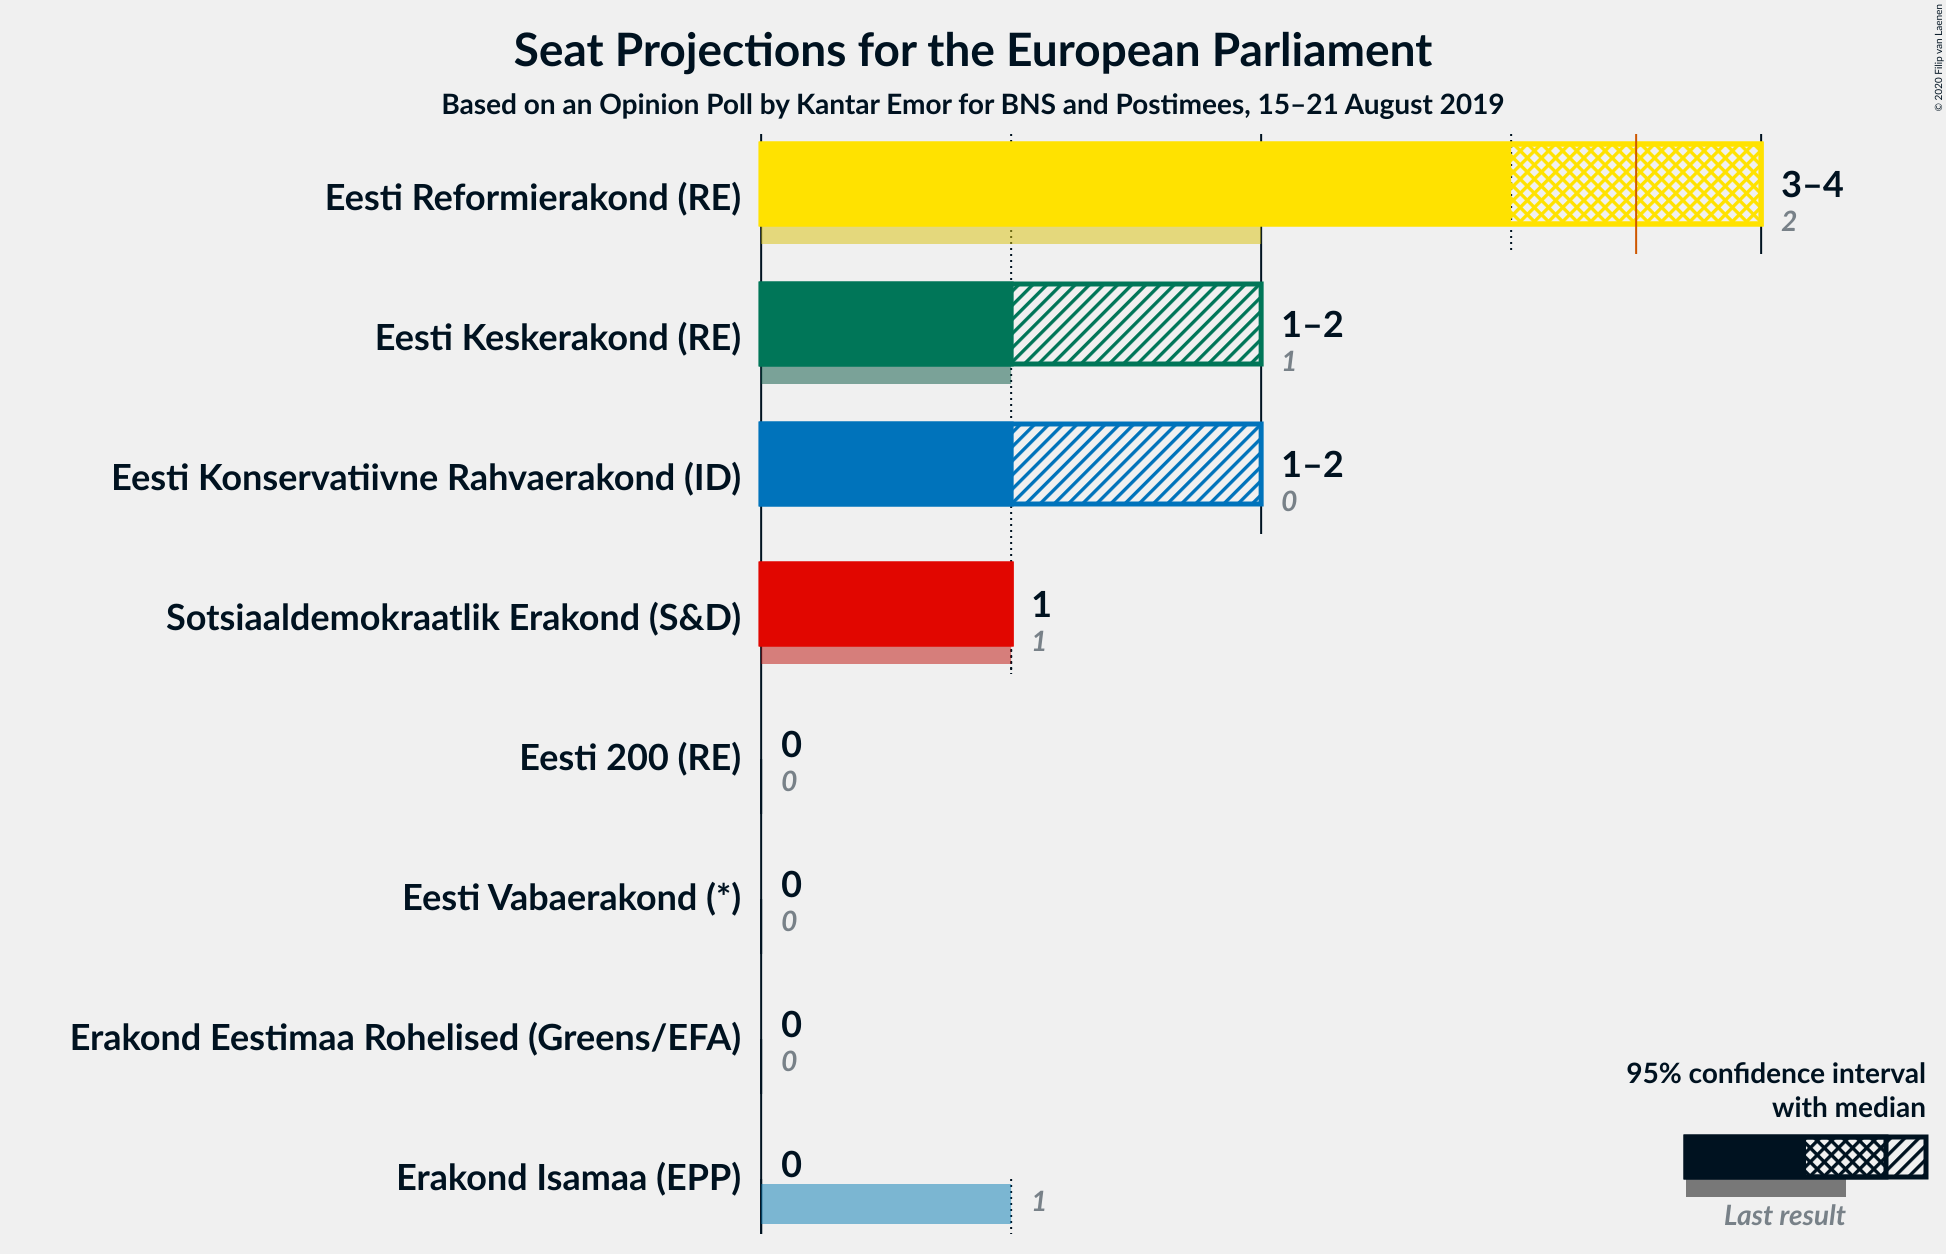 Seat Projections for the European Parliament
Based on an Opinion Poll by Kantar Emor for BNS and Postimees, 15–21 August 2019
© 2020 Filip van Laenen
Eesti Reformierakond (RE)
3–4
2
Eesti Keskerakond (RE)
1–2
1
Eesti Konservatiivne Rahvaerakond (ID)
1–2
0
Sotsiaaldemokraatlik Erakond (S&D)
1
1
Eesti 200 (RE)
0
0
Eesti Vabaerakond (*)
0
0
Erakond Eestimaa Rohelised (Greens/EFA)
0
0
Erakond Isamaa (EPP)
0
1
95% confidence interval
with median
Last result